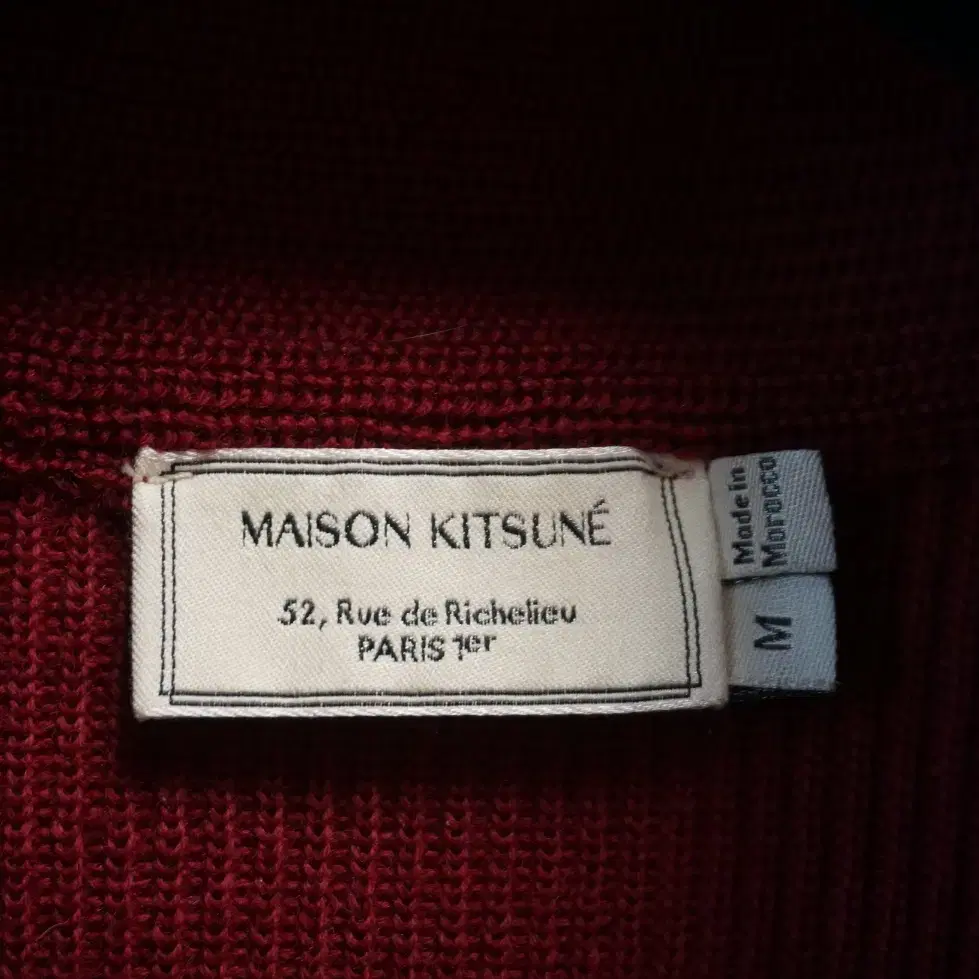 MAISON KITSUNÉ
52, Rue de Richelieu
PARIS 1er
Made in
Morocco
M